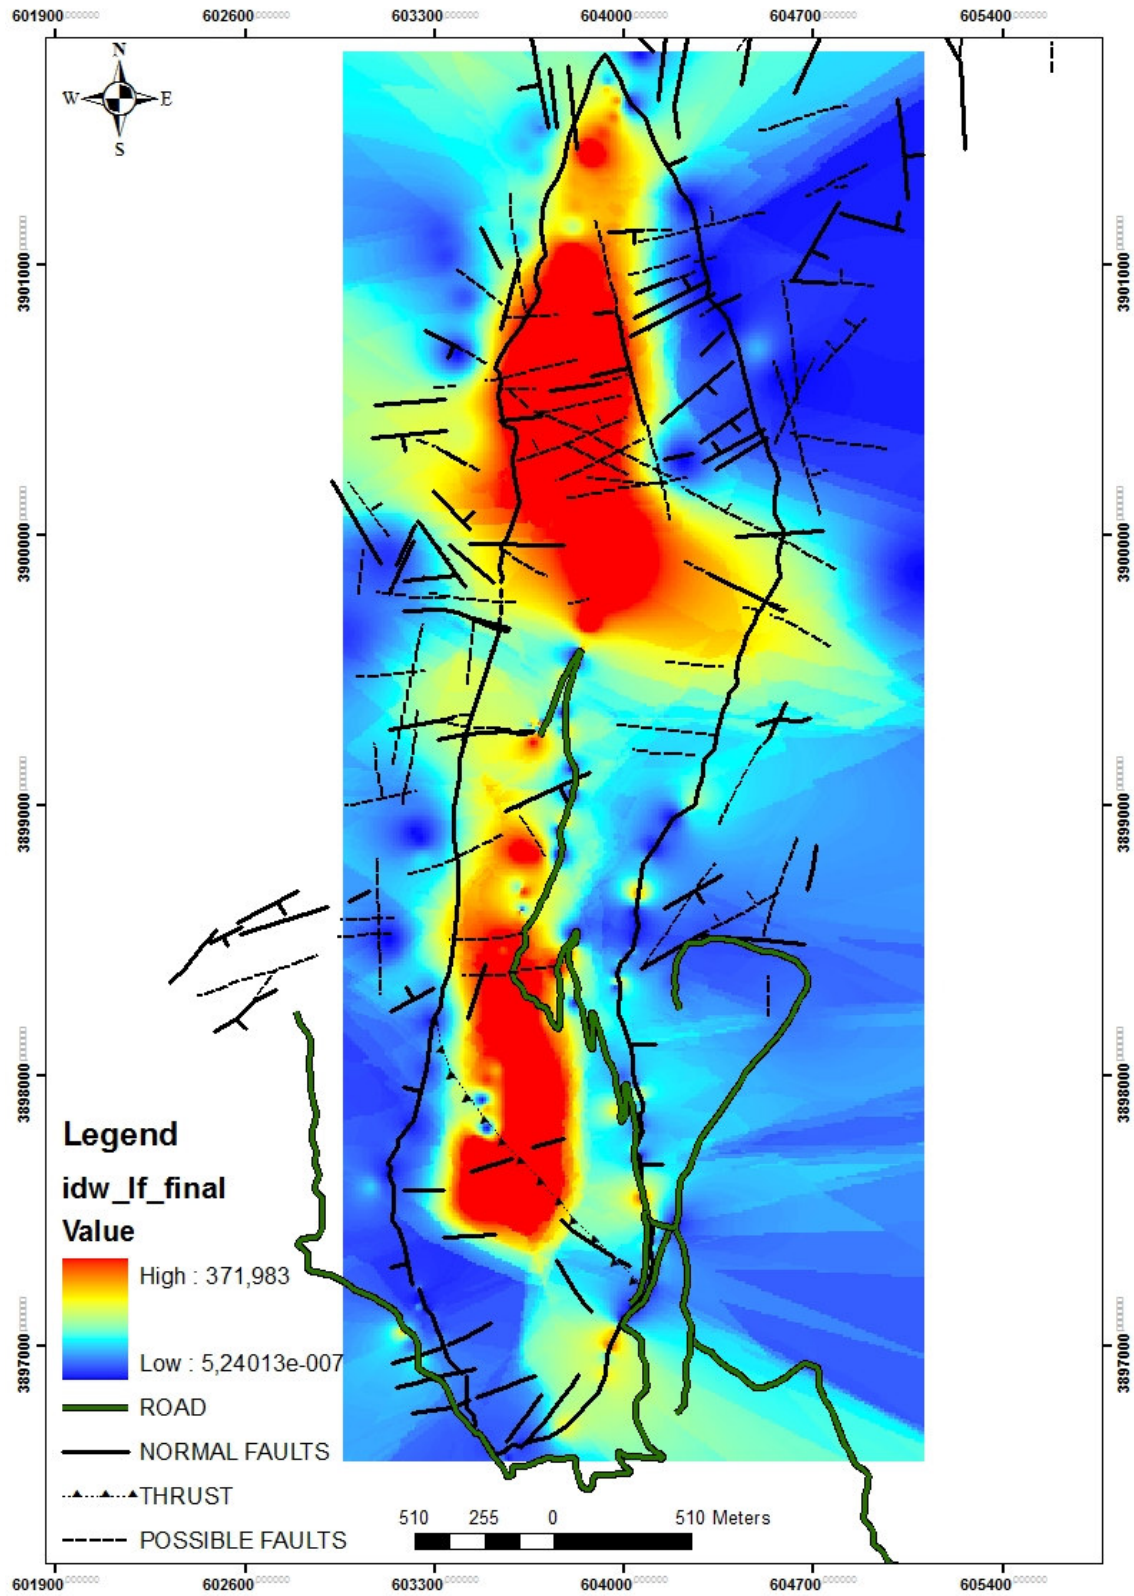 601900 602600 603300 604000 604700 605400
N
W E
S
3901000 3901000
3900000 3900000
3899000 3899000
3898000 3898000
3897000 3897000
Legend
idw_lf_final
Value
High : 371,983
Low : 5,24013e-007
ROAD
NORMAL FAULTS
THRUST
POSSIBLE FAULTS
510 255 0 510 Meters
601900 602600 603300 604000 604700 605400